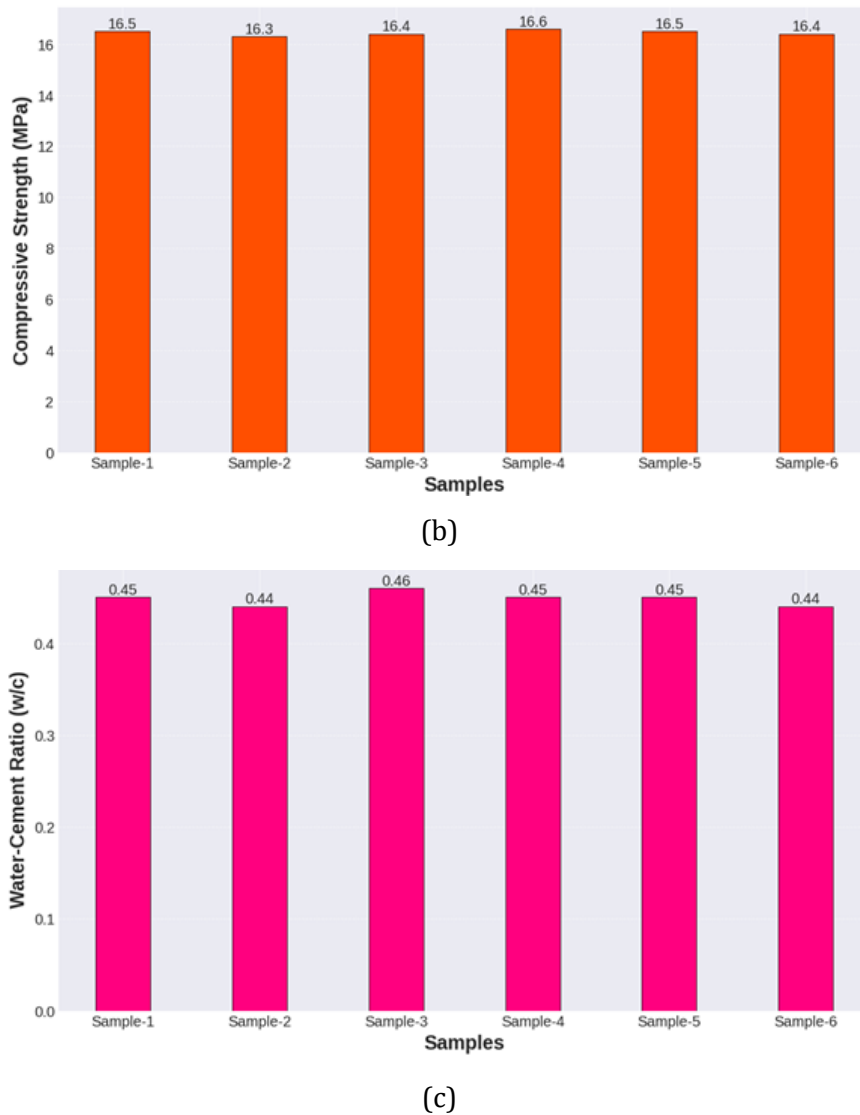 16.5 16.3 16.4 16.6 16.5 16.4
16
14
12
10
8
6
4
2
0
Compressive Strength (MPa)
Sample-1 Sample-2 Sample-3 Sample-4 Sample-5 Sample-6
Samples
(b)
0.45 0.44 0.46 0.45 0.45 0.44
0.4
0.3
0.2
0.1
0.0
Water-Cement Ratio (w/c)
Sample-1 Sample-2 Sample-3 Sample-4 Sample-5 Sample-6
Samples
(c)